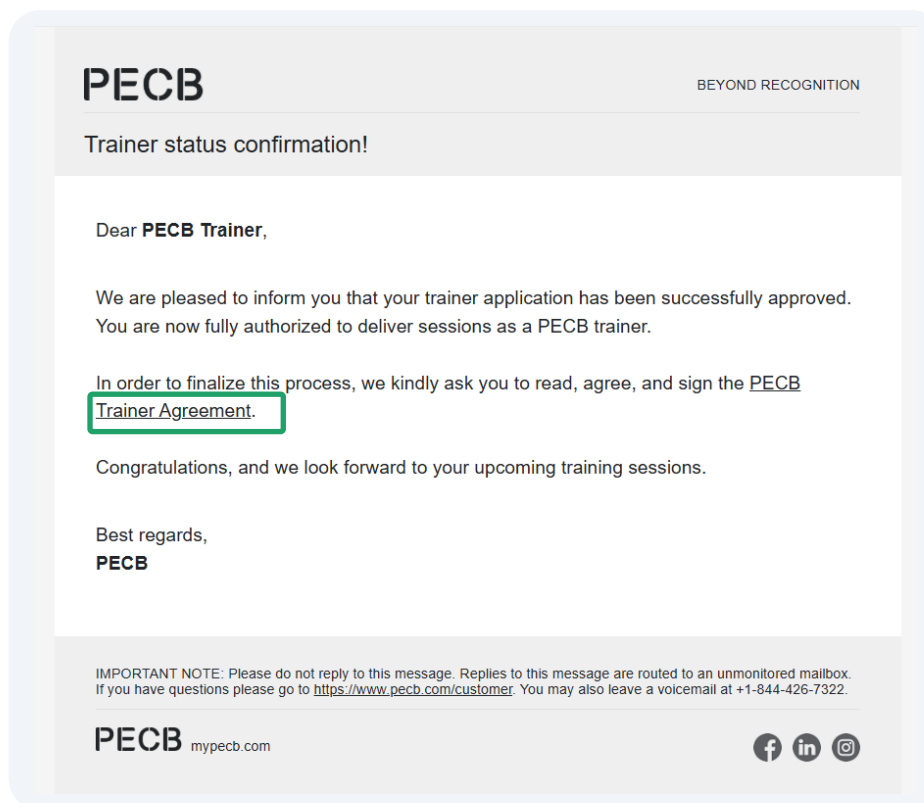 PECB
BEYOND RECOGNITION
Trainer status confirmation!
Dear PECB Trainer,
We are pleased to inform you that your trainer application has been successfully approved.
You are now fully authorized to deliver sessions as a PECB trainer.
In order to finalize this process, we kindly ask you to read, agree, and sign the PECB
Trainer Agreement.
Congratulations, and we look forward to your upcoming training sessions.
Best regards,
PECB
IMPORTANT NOTE: Please do not reply to this message. Replies to this message are routed to an unmonitored mailbox.
If you have questions please go to https://www.pecb.com/customer. You may also leave a voicemail at +1-844-426-7322.
PECB mypecb.com